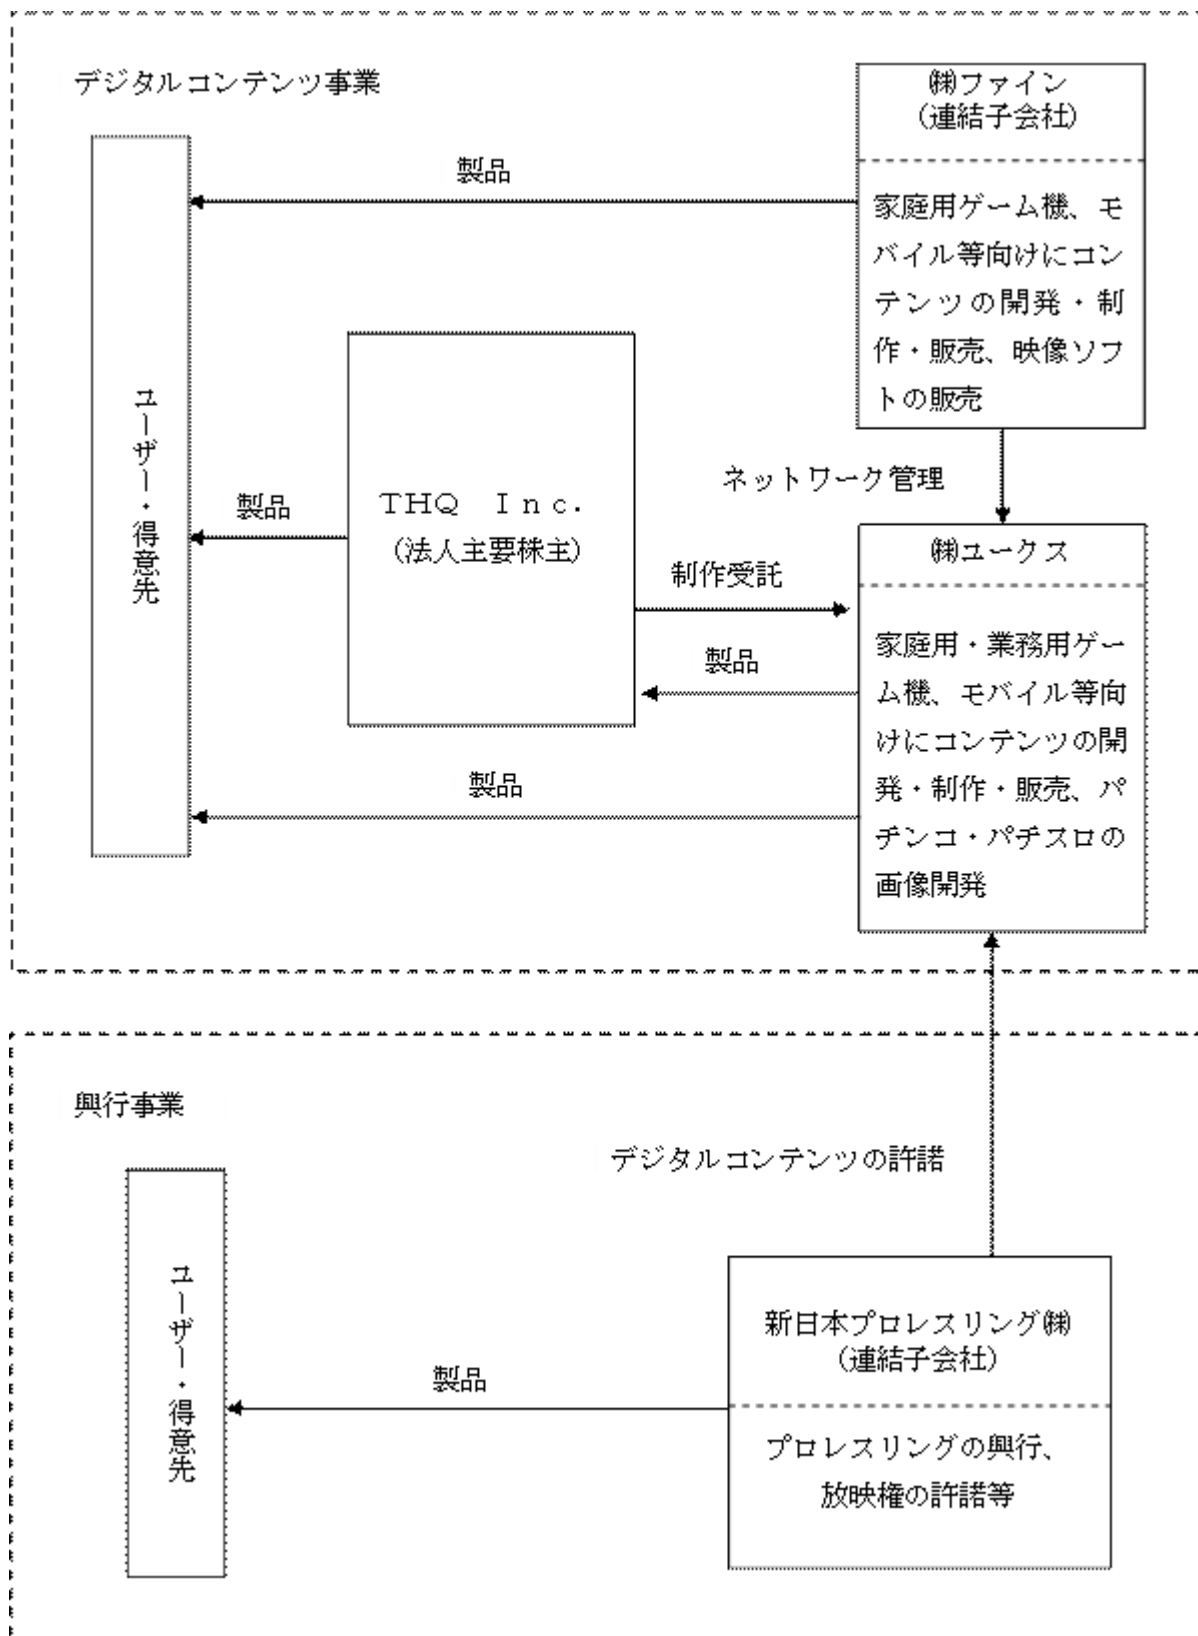 デジタルコンテンツ事業
㈱ファイン
(連結子会社)
家庭用ゲーム機、モ
バイル等向けにコン
テンツの開発・制
作・販売、映像ソフ
トの販売
製品
ユーザー・得意先
THQ Inc.
(法人主要株主)
製品
ネットワーク管理
制作受託
製品
製品
㈱ユークス
家庭用・業務用ゲー
ム機、モバイル等向
けにコンテンツの開
発・制作・販売、パ
チンコ・パチスロの
画像開発
興行事業
デジタルコンテンツの許諾
ユーザー・得意先
製品
新日本プロレスリング㈱
(連結子会社)
プロレスリングの興行、
放映権の許諾等